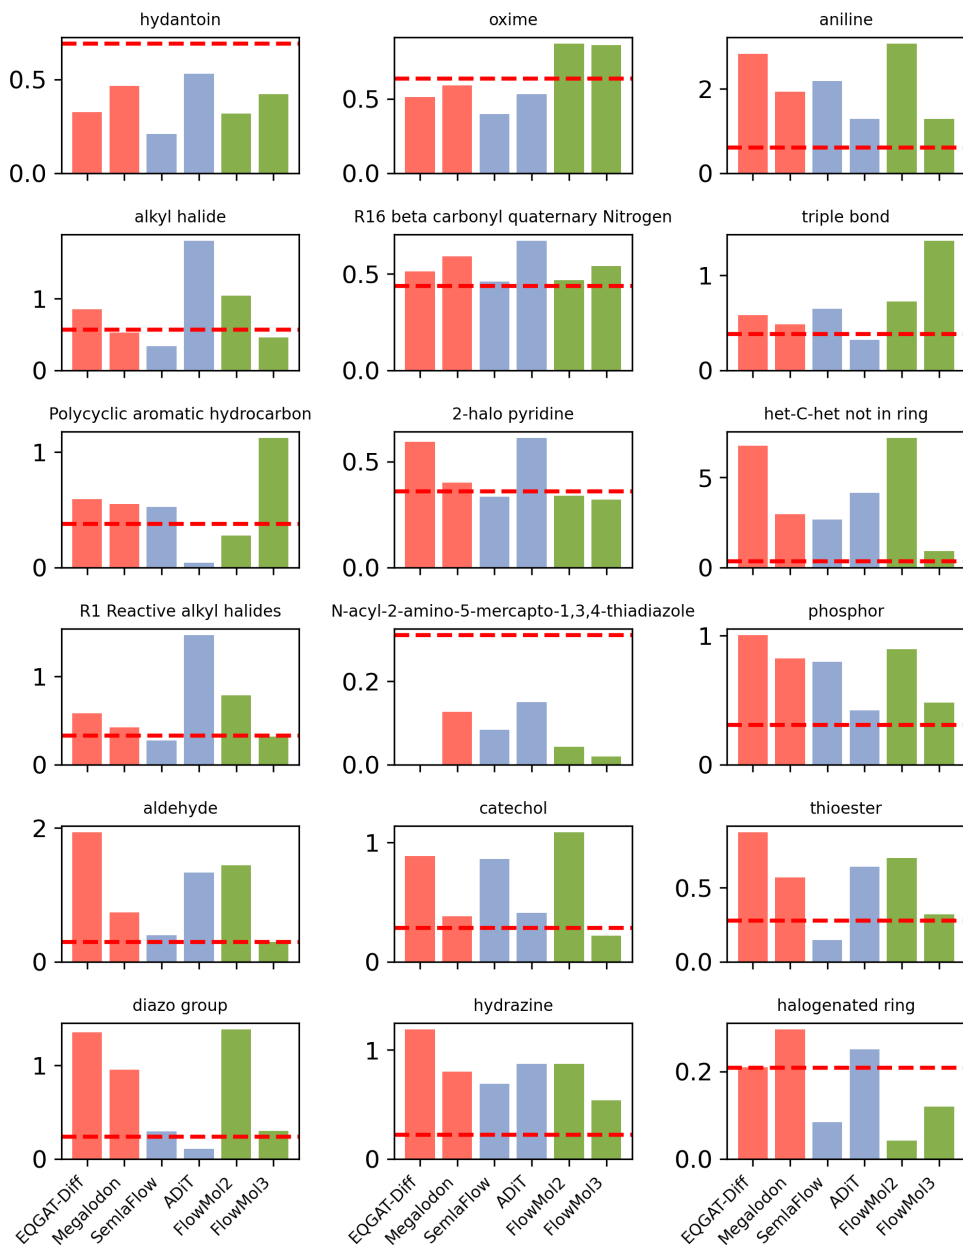 hydantoin
oxime
aniline
0.5
0.0
0.5
0.0
2
0
alkyl halide
R16 beta carbonyl quaternary Nitrogen
triple bond
1
0
0.5
0.0
1
0
Polycyclic aromatic hydrocarbon
2-halo pyridine
het-C-het not in ring
1
0
0.5
0.0
5
0
R1 Reactive alkyl halides
N-acyl-2-amino-5-mercapto-1,3,4-thiadiazole
phosphor
1
0
0.2
0.0
1
0
aldehyde
catechol
thioester
2
0
1
0
0.5
0.0
diazo group
hydrazine
halogenated ring
1
0
1
0
0.2
0.0
EQGAT-Diff
Megalodon
SemlaFlow
ADiT
FlowMol2
FlowMol3
EQGAT-Diff
Megalodon
SemlaFlow
ADiT
FlowMol2
FlowMol3
EQGAT-Diff
Megalodon
SemlaFlow
ADiT
FlowMol2
FlowMol3